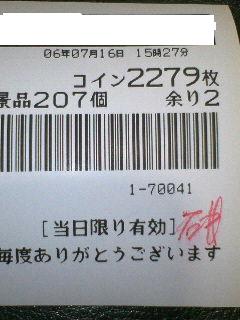 06年07月16日 15時27分
コイン2279枚
景品207個 余り2
1-70041
[当日限り有効]
毎度ありがとうございます